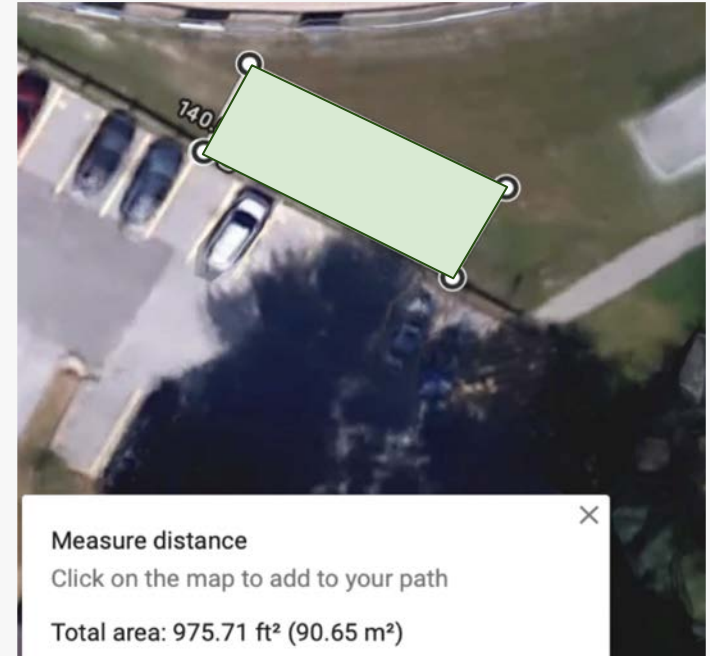 140.
Measure distance
Click on the map to add to your path
Total area: 975.71 ft² (90.65 m²)